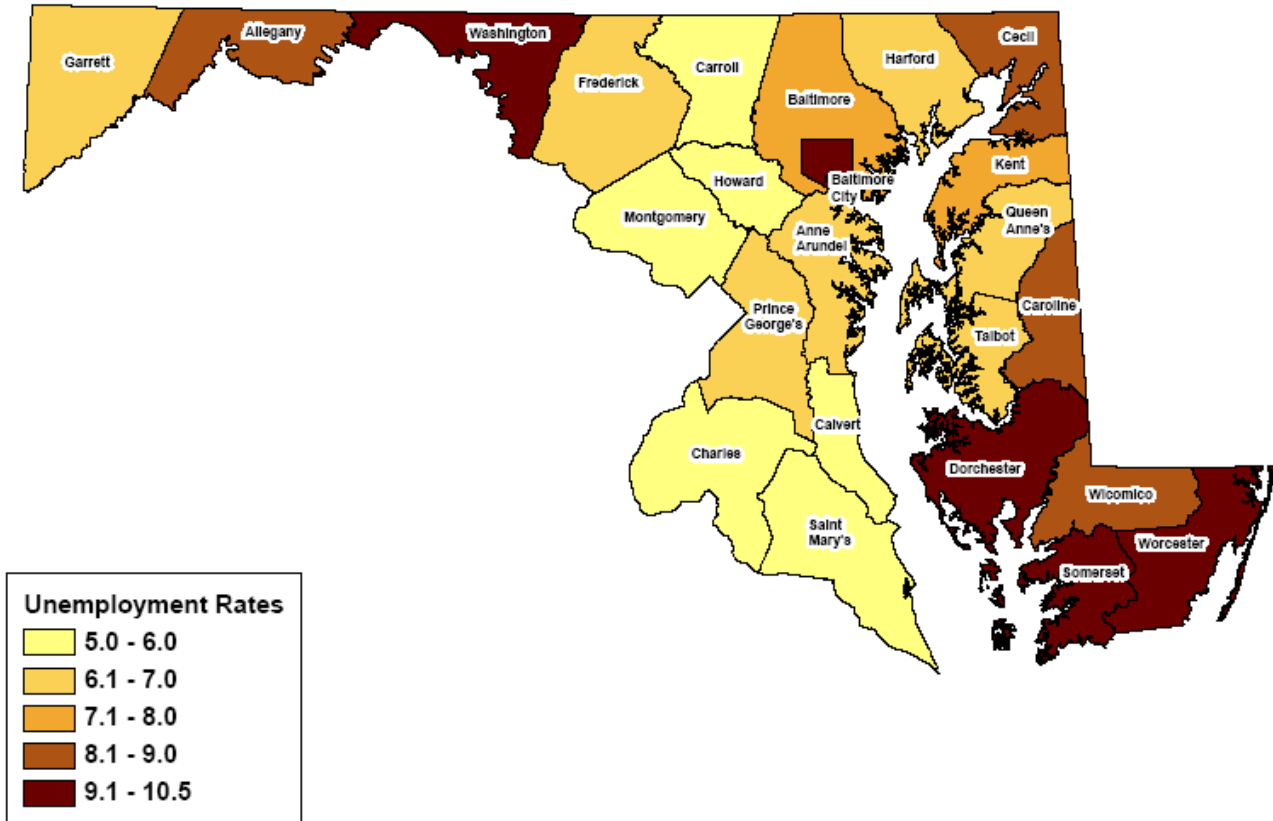 Garrett
Allegany
Washington
Frederick
Carroll
Baltimore
Harford
Cecil
Kent
Baltimore
City
Howard
Montgomery
Anne
Arundel
Queen
Anne's
Prince
George's
Caroline
Talbot
Calvert
Charles
Dorchester
Wicomico
Saint
Mary's
Worcester
Somerset
Unemployment Rates
5.0 - 6.0
6.1 - 7.0
7.1 - 8.0
8.1 - 9.0
9.1 - 10.5